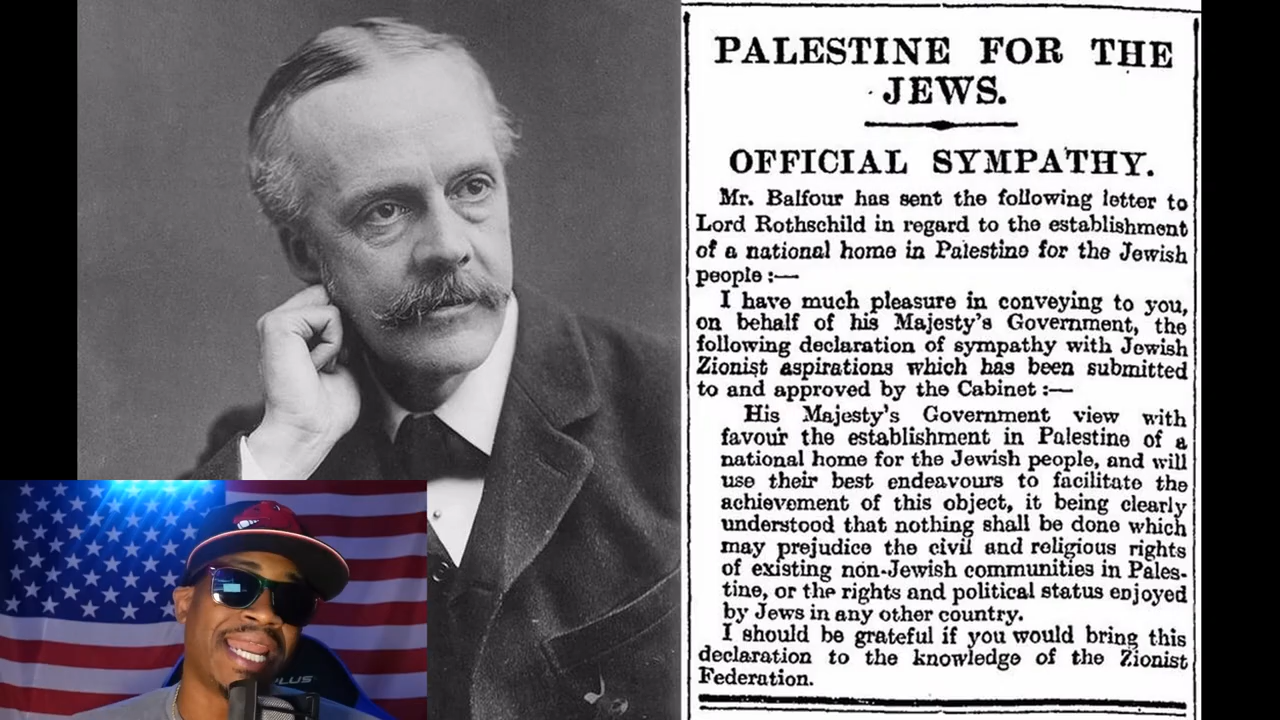 PALESTINE FOR THE
JEWS.
OFFICIAL SYMPATHY.
Mr. Balfour has sent the following letter to
Lord Rothschild in regard to the establishment
of a national home in Palestine for the Jewish
people :—
I have much pleasure in conveying to you,
on behalf of his Majesty's Government, the
following declaration of sympathy with Jewish
Zionist aspirations which has been submitted
to and approved by the Cabinet :—
His Majesty's Government view with
favour the establishment in Palestine of a
national home for the Jewish people, and will
use their best endeavours to facilitate the
achievement of this object, it being clearly
understood that nothing shall be done which
may prejudice the civil and religious rights
of existing non-Jewish communities in Pales-
tine, or the rights and political status enjoyed
by Jews in any other country.
I should be grateful if you would bring this
declaration to the knowledge of the Zionist
Federation.